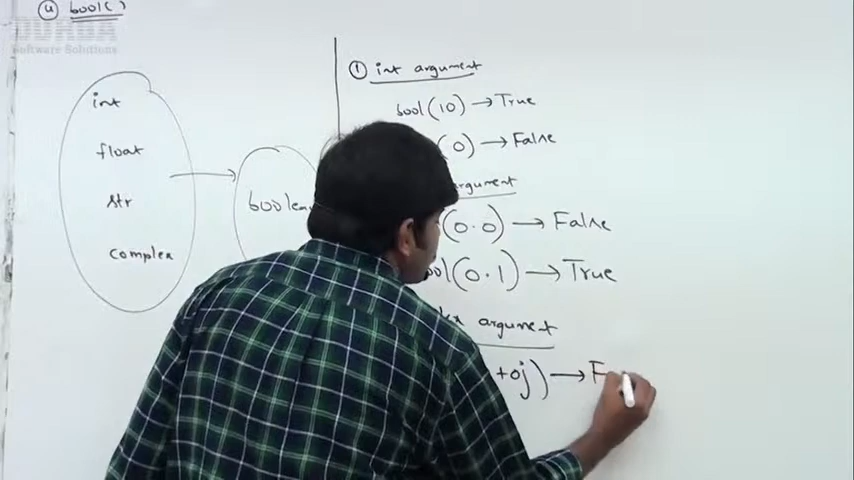 ④ bool()
DURGA
Software Solutions
int
float
str
complex
boolean
① int argument
bool(10) → True
(0) → False
argument
(0.0) → False
bool(0.1) → True
argument
+0j) → F